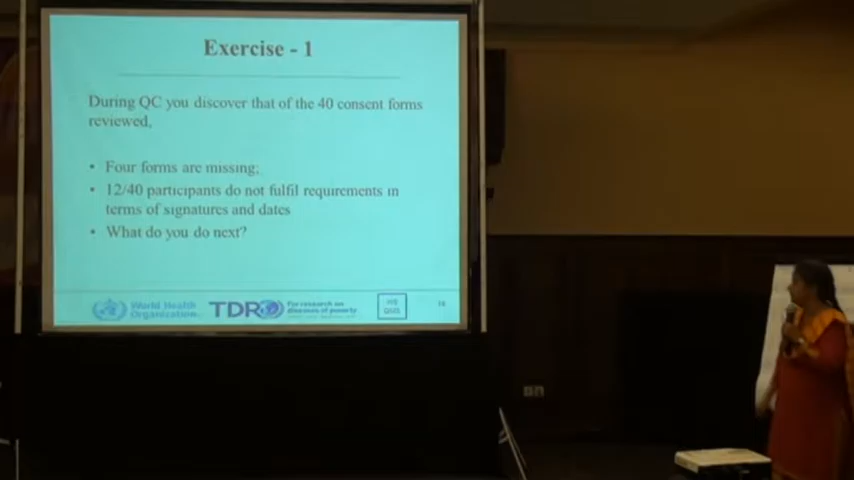 Exercise - 1
During QC you discover that of the 40 consent forms
reviewed,
• Four forms are missing;
• 12/40 participants do not fulfil requirements in
terms of signatures and dates
• What do you do next?
World Health
Organization
TDR
For research on
diseases of poverty